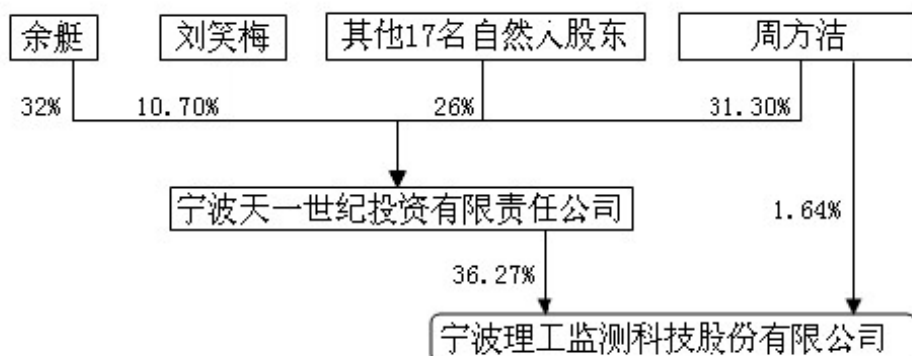 余艇 刘笑梅 其他17名自然人股东 周方洁
32% 10.70% 26% 31.30%
宁波天一世纪投资有限责任公司
1.64%
36.27%
宁波理工监测科技股份有限公司